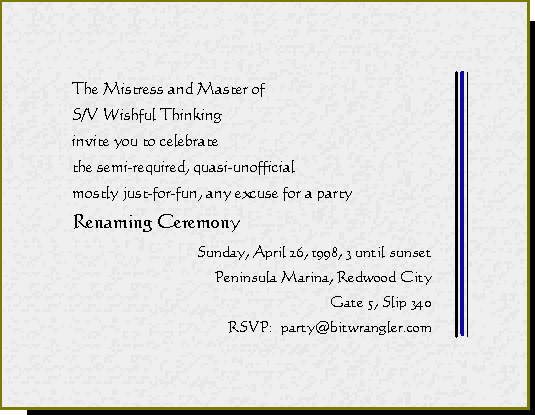 The Mistress and Master of
S/V Wishful Thinking
invite you to celebrate
the semi-required, quasi-unofficial
mostly just-for-fun, any excuse for a party
Renaming Ceremony
Sunday, April 26, 1998, 3 until sunset
Peninsula Marina, Redwood City
Gate 5, Slip 340
RSVP: party@bitwrangler.com